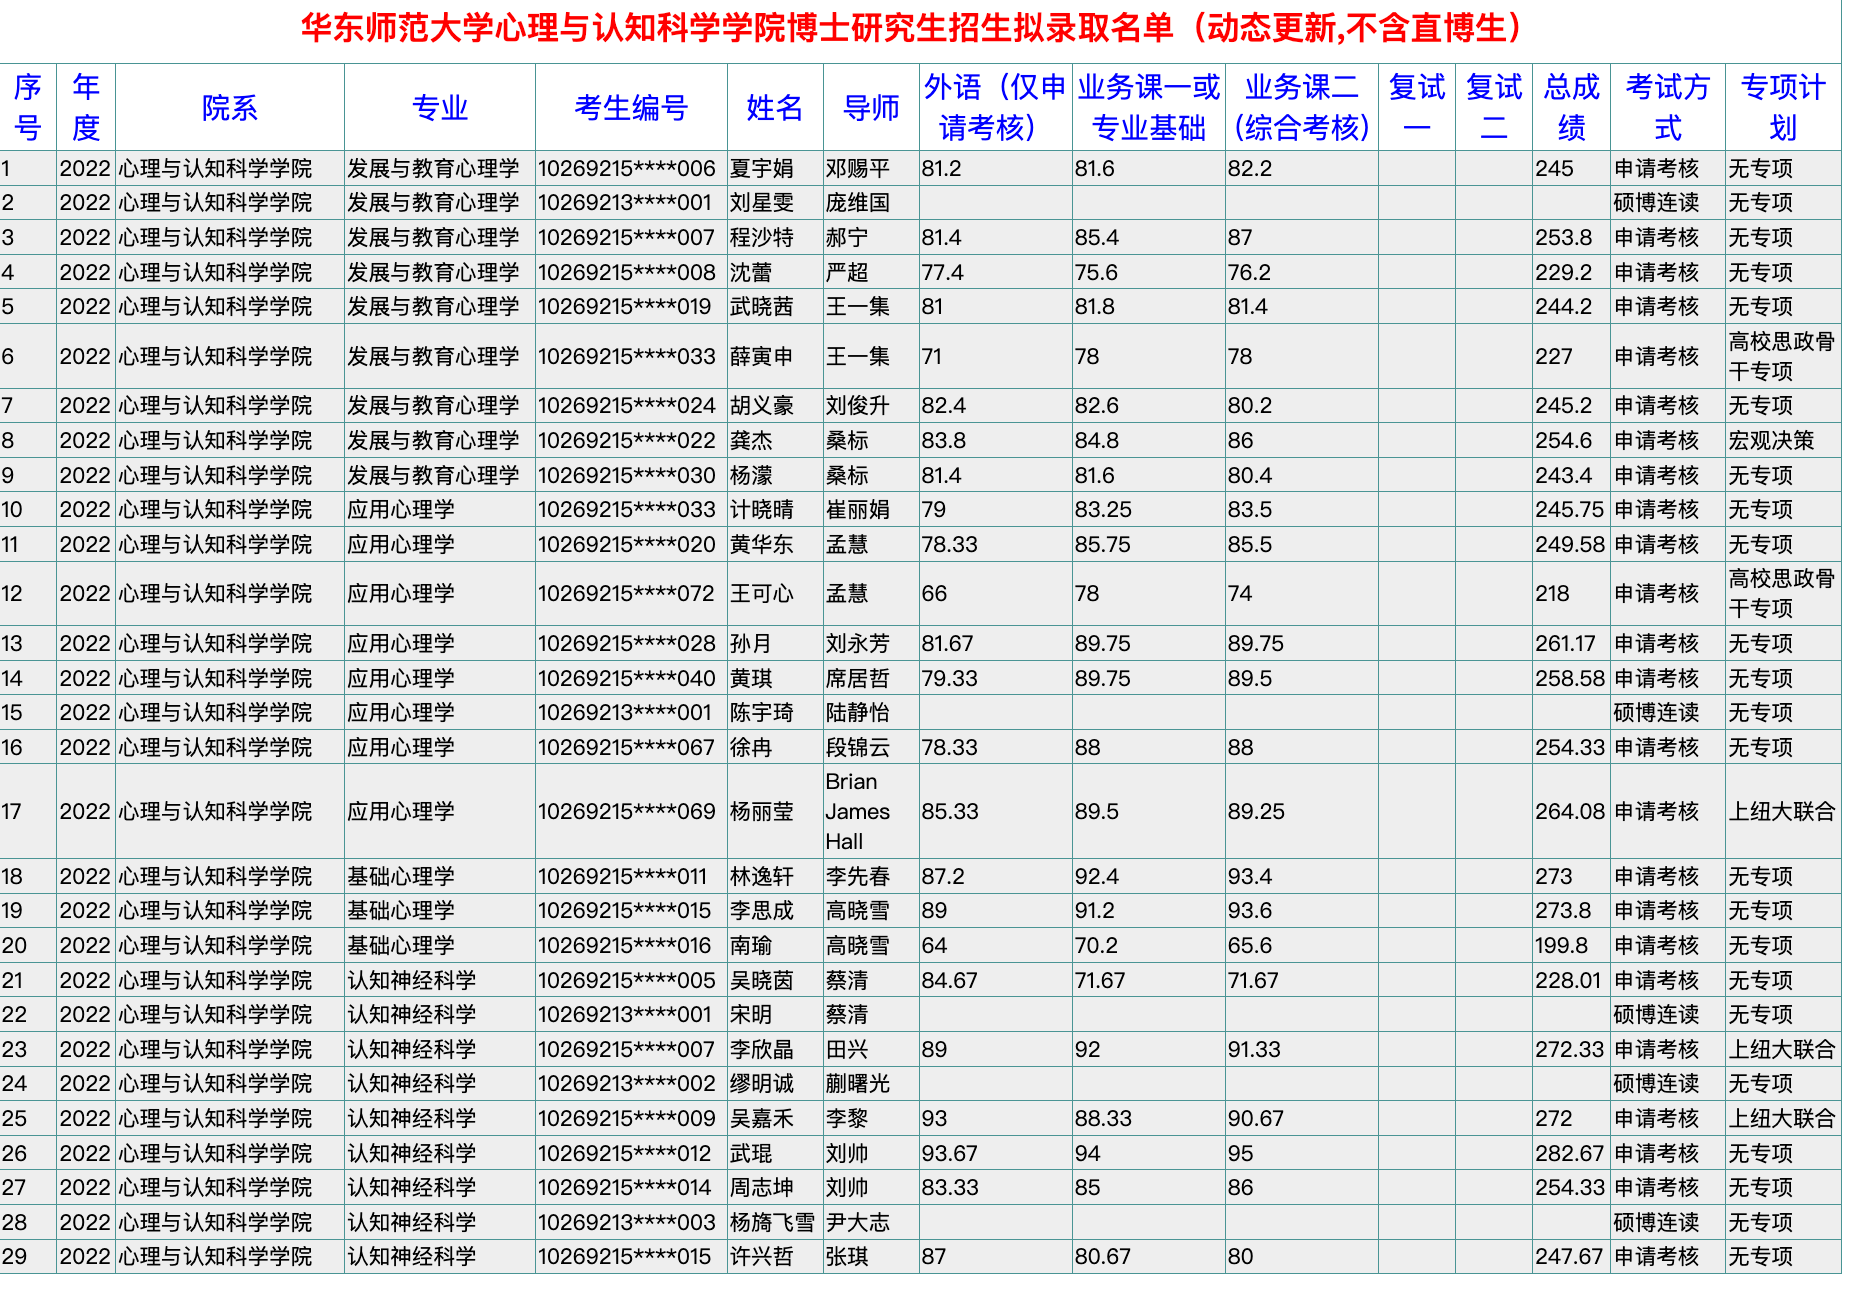 华东师范大学心理与认知科学学院博士研究生招生拟录取名单（动态更新,不含直博生）
序号 年度 院系 专业 考生编号 姓名 导师 外语（仅申请考核） 业务课一或专业基础 业务课二(综合考核) 复试一 复试二 总成绩 考试方式 专项计划
1 2022 心理与认知科学学院 发展与教育心理学 10269215****006 夏宇娟 邓赐平 81.2 81.6 82.2 245 申请考核 无专项
2 2022 心理与认知科学学院 发展与教育心理学 10269213****001 刘星雯 庞维国 硕博连读 无专项
3 2022 心理与认知科学学院 发展与教育心理学 10269215****007 程沙特 郝宁 81.4 85.4 87 253.8 申请考核 无专项
4 2022 心理与认知科学学院 发展与教育心理学 10269215****008 沈蕾 严超 77.4 75.6 76.2 229.2 申请考核 无专项
5 2022 心理与认知科学学院 发展与教育心理学 10269215****019 武晓茜 王一集 81 81.8 81.4 244.2 申请考核 无专项
6 2022 心理与认知科学学院 发展与教育心理学 10269215****033 薛寅申 王一集 71 78 78 227 申请考核 高校思政骨干专项
7 2022 心理与认知科学学院 发展与教育心理学 10269215****024 胡义豪 刘俊升 82.4 82.6 80.2 245.2 申请考核 无专项
8 2022 心理与认知科学学院 发展与教育心理学 10269215****022 龚杰 桑标 83.8 84.8 86 254.6 申请考核 宏观决策
9 2022 心理与认知科学学院 发展与教育心理学 10269215****030 杨濛 桑标 81.4 81.6 80.4 243.4 申请考核 无专项
10 2022 心理与认知科学学院 应用心理学 10269215****033 计晓晴 崔丽娟 79 83.25 83.5 245.75 申请考核 无专项
11 2022 心理与认知科学学院 应用心理学 10269215****020 黄华东 孟慧 78.33 85.75 85.5 249.58 申请考核 无专项
12 2022 心理与认知科学学院 应用心理学 10269215****072 王可心 孟慧 66 78 74 218 申请考核 高校思政骨干专项
13 2022 心理与认知科学学院 应用心理学 10269215****028 孙月 刘永芳 81.67 89.75 89.75 261.17 申请考核 无专项
14 2022 心理与认知科学学院 应用心理学 10269215****040 黄琪 席居哲 79.33 89.75 89.5 258.58 申请考核 无专项
15 2022 心理与认知科学学院 应用心理学 10269213****001 陈宇琦 陆静怡 硕博连读 无专项
16 2022 心理与认知科学学院 应用心理学 10269215****067 徐冉 段锦云 78.33 88 88 254.33 申请考核 无专项
17 2022 心理与认知科学学院 应用心理学 10269215****069 杨丽莹 Brian James Hall 85.33 89.5 89.25 264.08 申请考核 上纽大联合
18 2022 心理与认知科学学院 基础心理学 10269215****011 林逸轩 李先春 87.2 92.4 93.4 273 申请考核 无专项
19 2022 心理与认知科学学院 基础心理学 10269215****015 李思成 高晓雪 89 91.2 93.6 273.8 申请考核 无专项
20 2022 心理与认知科学学院 基础心理学 10269215****016 南瑜 高晓雪 64 70.2 65.6 199.8 申请考核 无专项
21 2022 心理与认知科学学院 认知神经科学 10269215****005 吴晓茵 蔡清 84.67 71.67 71.67 228.01 申请考核 无专项
22 2022 心理与认知科学学院 认知神经科学 10269213****001 宋明 蔡清 硕博连读 无专项
23 2022 心理与认知科学学院 认知神经科学 10269215****007 李欣晶 田兴 89 92 91.33 272.33 申请考核 上纽大联合
24 2022 心理与认知科学学院 认知神经科学 10269213****002 缪明诚 蒯曙光 硕博连读 无专项
25 2022 心理与认知科学学院 认知神经科学 10269215****009 吴嘉禾 李黎 93 88.33 90.67 272 申请考核 上纽大联合
26 2022 心理与认知科学学院 认知神经科学 10269215****012 武琨 刘帅 93.67 94 95 282.67 申请考核 无专项
27 2022 心理与认知科学学院 认知神经科学 10269215****014 周志坤 刘帅 83.33 85 86 254.33 申请考核 无专项
28 2022 心理与认知科学学院 认知神经科学 10269213****003 杨旖飞雪 尹大志 硕博连读 无专项
29 2022 心理与认知科学学院 认知神经科学 10269215****015 许兴哲 张琪 87 80.67 80 247.67 申请考核 无专项